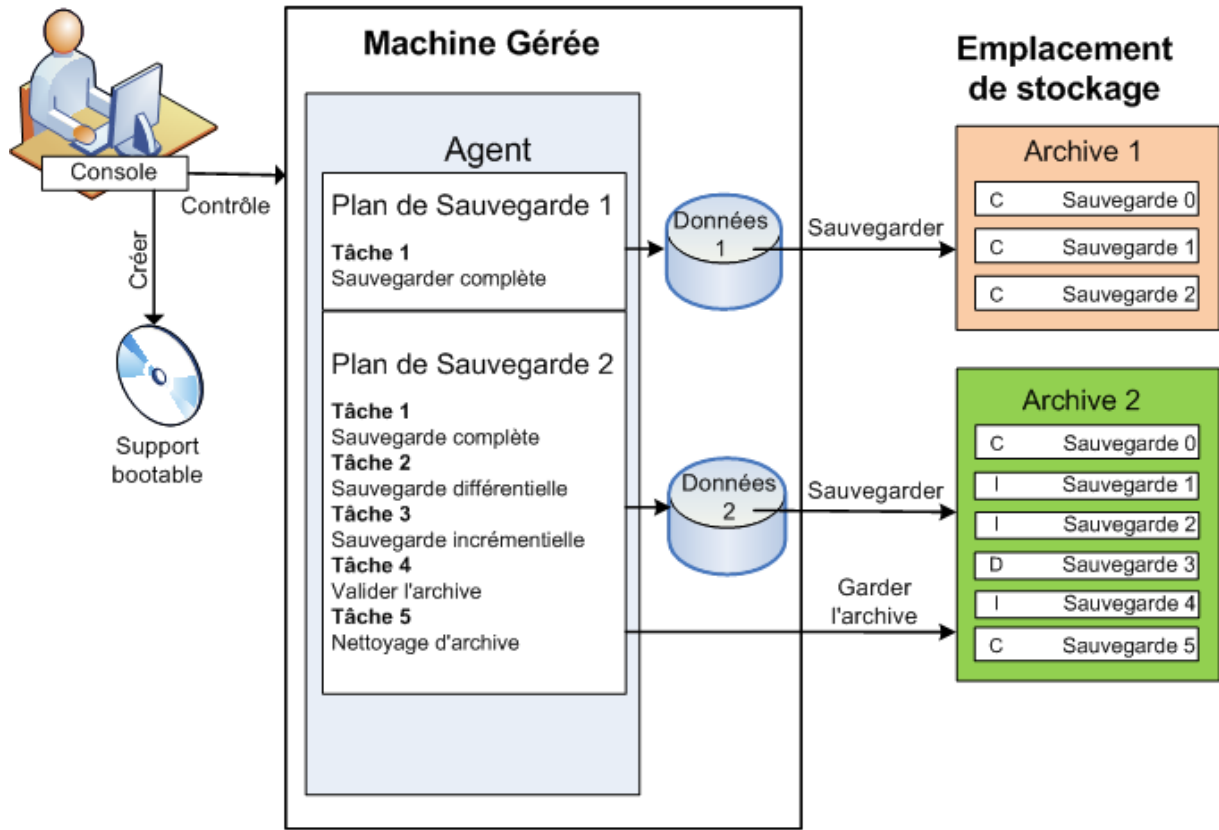 Machine Gérée
Emplacement
de stockage
Console
Contrôle
Créer
Support
bootable
Agent
Plan de Sauvegarde 1
Tâche 1
Sauvegarder complète
Plan de Sauvegarde 2
Tâche 1
Sauvegarde complète
Tâche 2
Sauvegarde différentielle
Tâche 3
Sauvegarde incrémentielle
Tâche 4
Valider l'archive
Tâche 5
Nettoyage d'archive
Données
1
Sauvegarder
Données
2
Sauvegarder
Garder
l'archive
Archive 1
C Sauvegarde 0
C Sauvegarde 1
C Sauvegarde 2
Archive 2
C Sauvegarde 0
I Sauvegarde 1
I Sauvegarde 2
D Sauvegarde 3
I Sauvegarde 4
C Sauvegarde 5